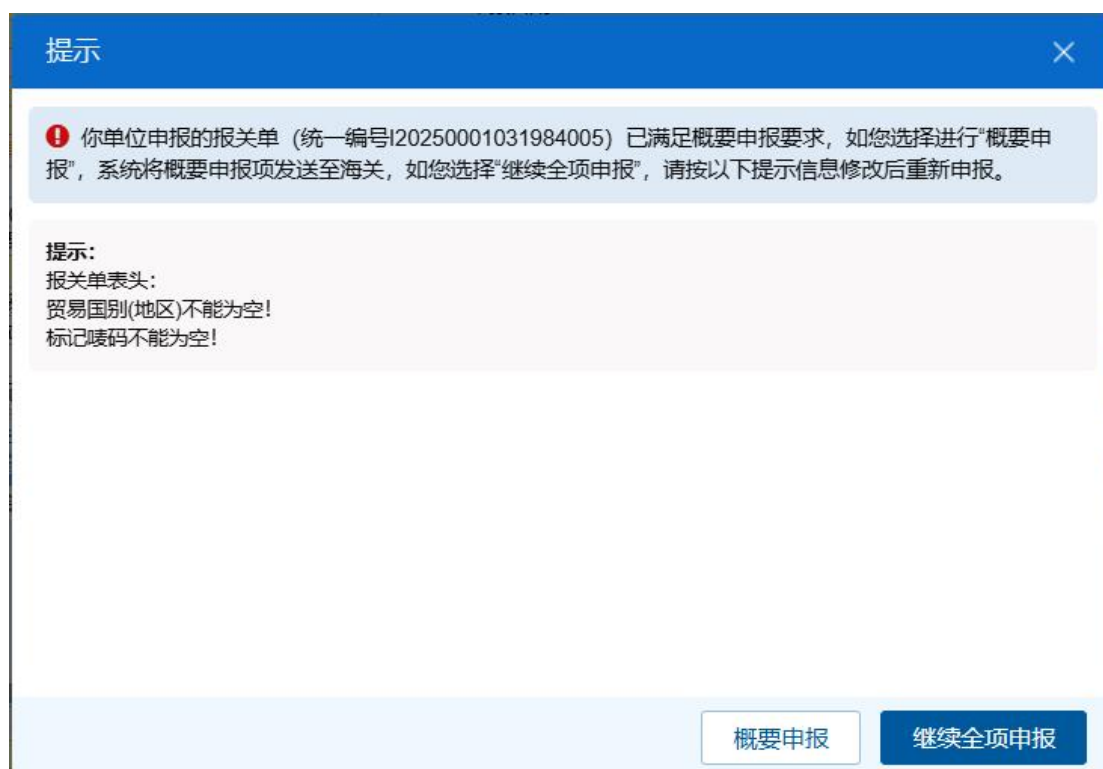 提示
你单位申报的报关单（统一编号I20250001031984005）已满足概要申报要求，如您选择进行“概要申
报”，系统将概要申报项发送至海关，如您选择“继续全项申报”，请按以下提示信息修改后重新申报。
提示：
报关单表头：
贸易国别(地区)不能为空！
标记唛码不能为空！
概要申报
继续全项申报